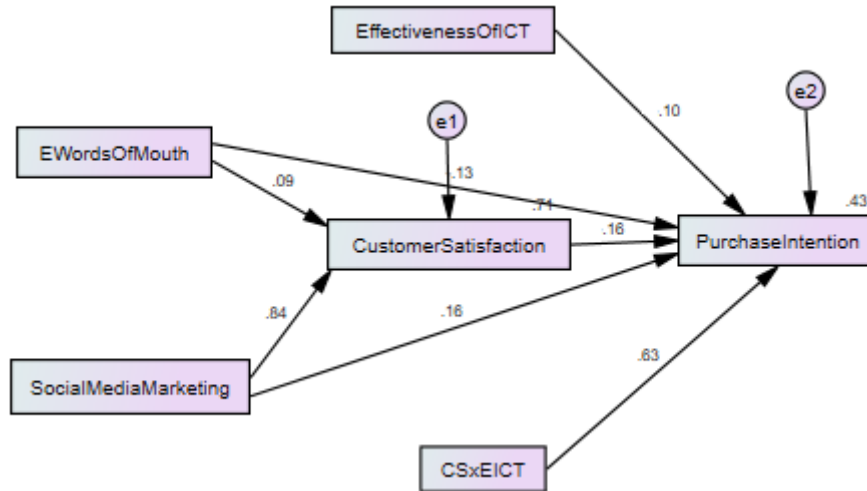 EffectivenessOfICT
e2
e1
.10
EWordsOfMouth
-.13
.09
.71
.43
CustomerSatisfaction
.16
PurchaseIntention
.84
.16
.63
SocialMediaMarketing
CSxEICT